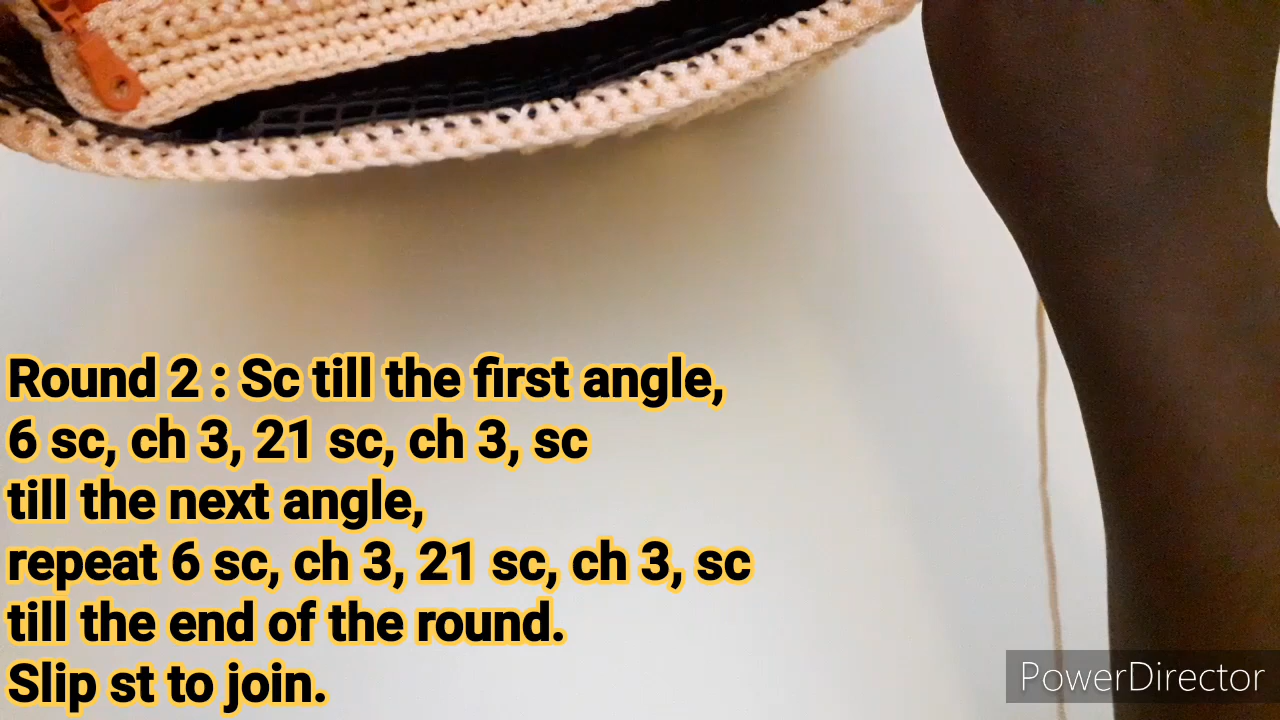 Round 2 : Sc till the first angle,
6 sc, ch 3, 21 sc, ch 3, sc
till the next angle,
repeat 6 sc, ch 3, 21 sc, ch 3, sc
till the end of the round.
Slip st to join.
PowerDirector